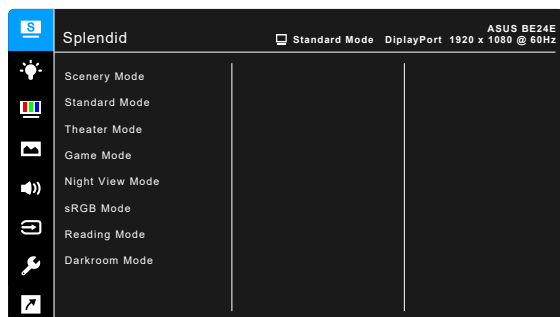 S
ASUS BE24E
Splendid
Standard Mode DiplayPort 1920 x 1080 @ 60Hz
Scenery Mode
Standard Mode
Theater Mode
Game Mode
Night View Mode
sRGB Mode
Reading Mode
Darkroom Mode